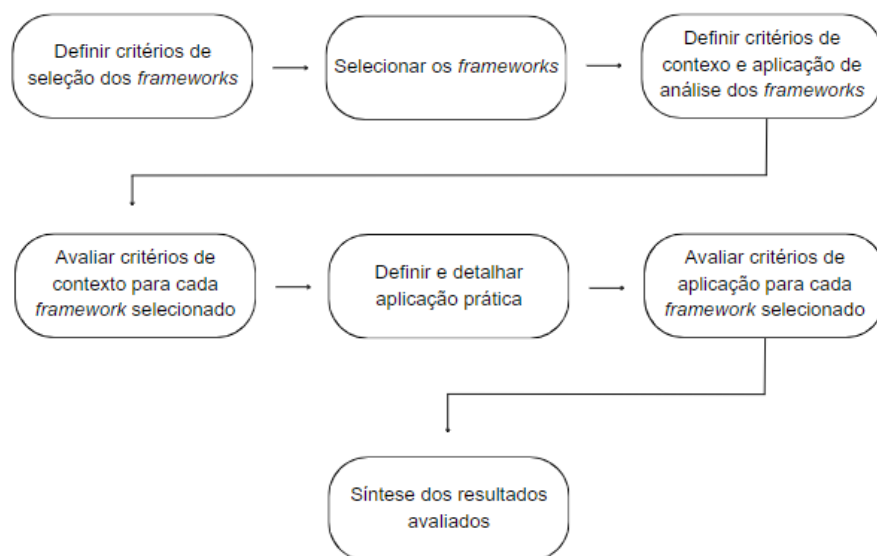 Definir critérios de
seleção dos frameworks
Selecionar os frameworks
Definir critérios de
contexo e aplicação de
análise dos frameworks
Avaliar critérios de
contexto para cada
framework selecionado
Definir e detalhar
aplicação prática
Avaliar critérios de
aplicação para cada
framework selecionado
Síntese dos resultados
avaliados